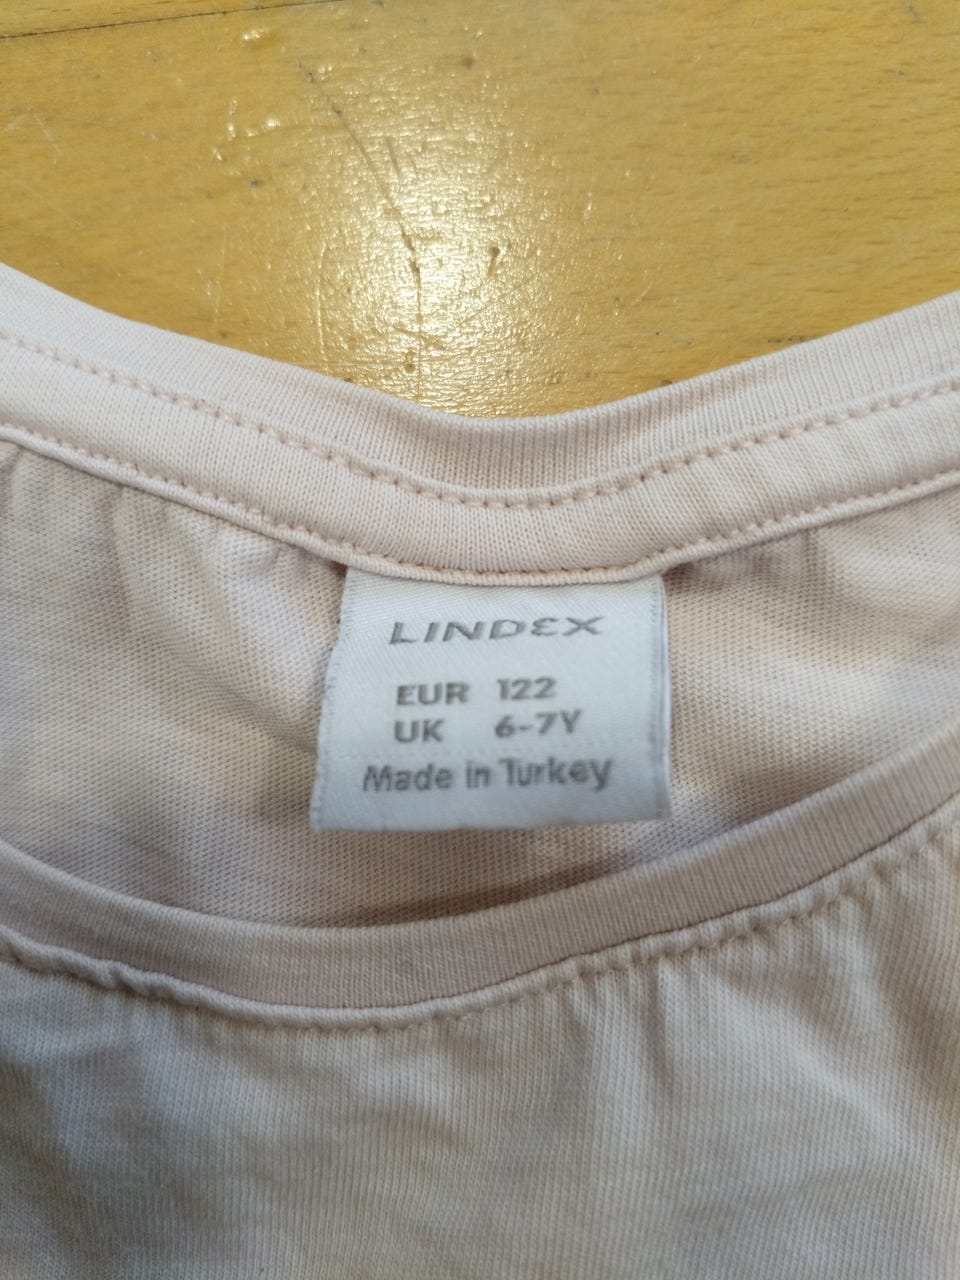 LINDEX
EUR 122
UK 6-7Y
Made in Turkey